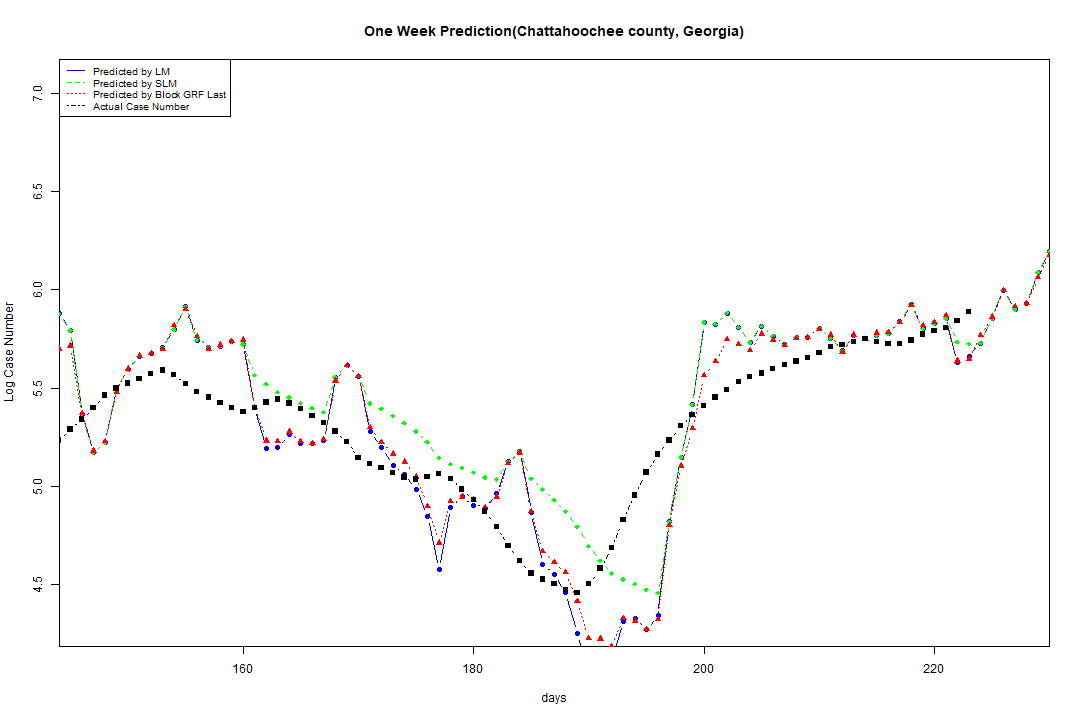 One Week Prediction(Chattahoochee county, Georgia)
Predicted by LM
Predicted by SLM
Predicted by Block GRF Last
Actual Case Number
Log Case Number
7.0
6.5
6.0
5.5
5.0
4.5
160
180
200
220
days